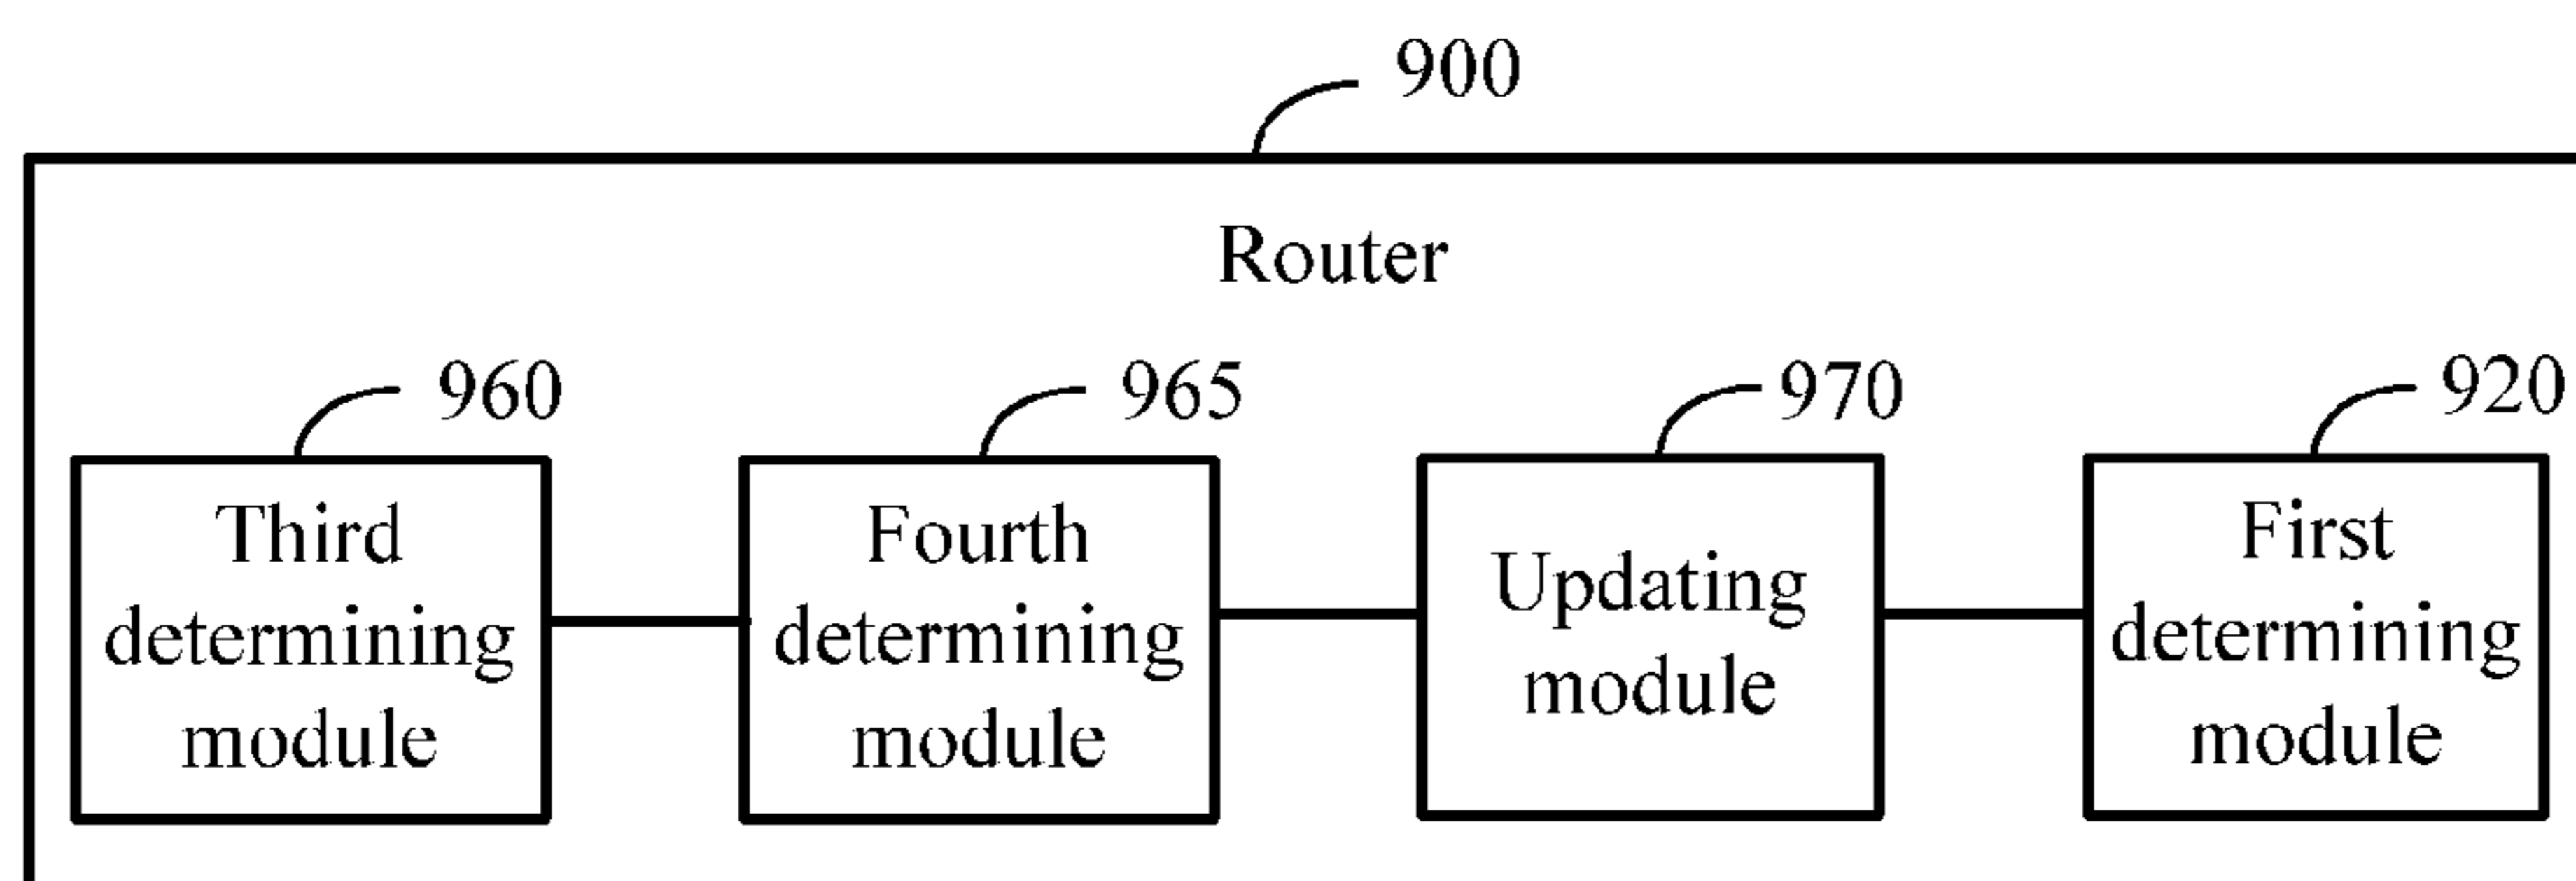 900
Router
960
965
970
920
Third
determining
module
Fourth
determining
module
Updating
module
First
determining
module